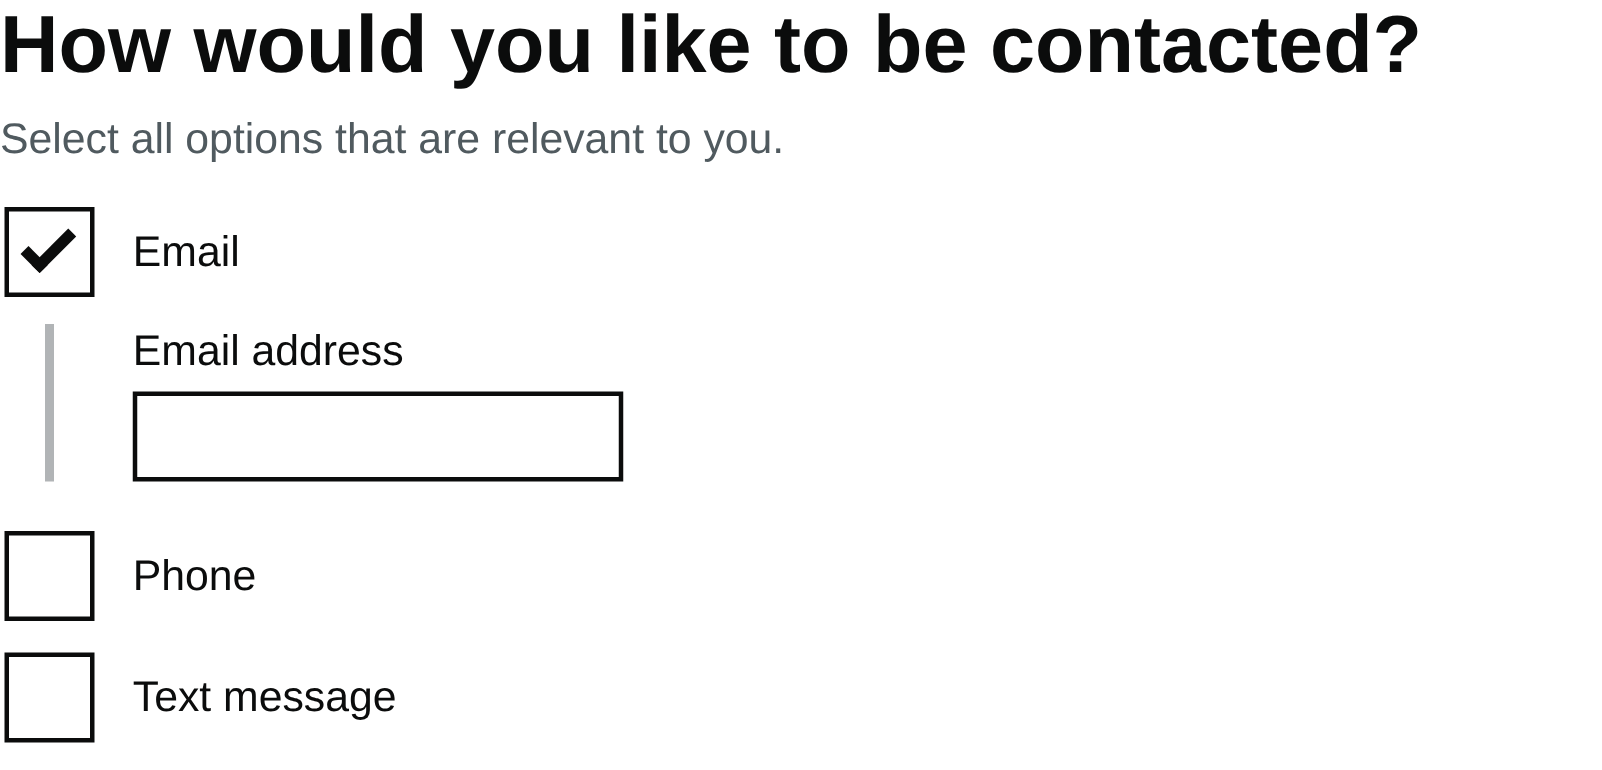 How would you like to be contacted?
Select all options that are relevant to you.
Email
Email address
Phone
Text message